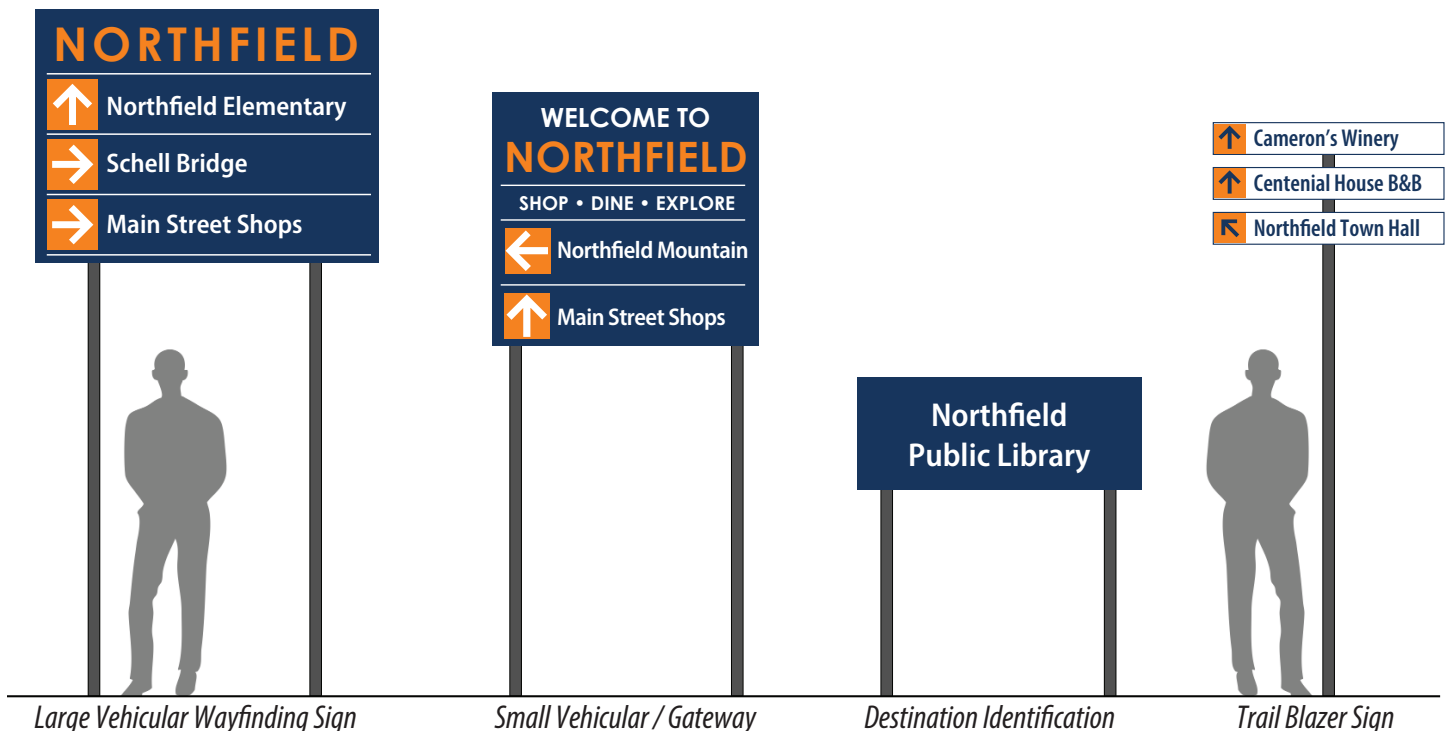 NORTHFIELD
Northfield Elementary
Schell Bridge
Main Street Shops
WELCOME TO
NORTHFIELD
SHOP • DINE • EXPLORE
Northfield Mountain
Main Street Shops
Northfield
Public Library
Cameron's Winery
Centenial House B&B
Northfield Town Hall
Large Vehicular Wayfinding Sign
Small Vehicular / Gateway
Destination Identification
Trail Blazer Sign